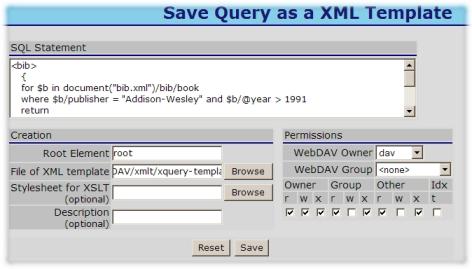 Save Query as a XML Template
SQL Statement
<bib>
{
for $b in document("bib.xml")/bib/book
where $b/publisher = "Addison-Wesley" and $b/@year > 1991
return
Creation
Root Element root
File of XML template DAV/xmlt/xquery-templa Browse
Stylesheet for XSLT Browse
(optional)
Description
(optional)
Permissions
WebDAV Owner dav
WebDAV Group <none>
Owner Group Other Idx
r w x r w x r w x t
Reset Save